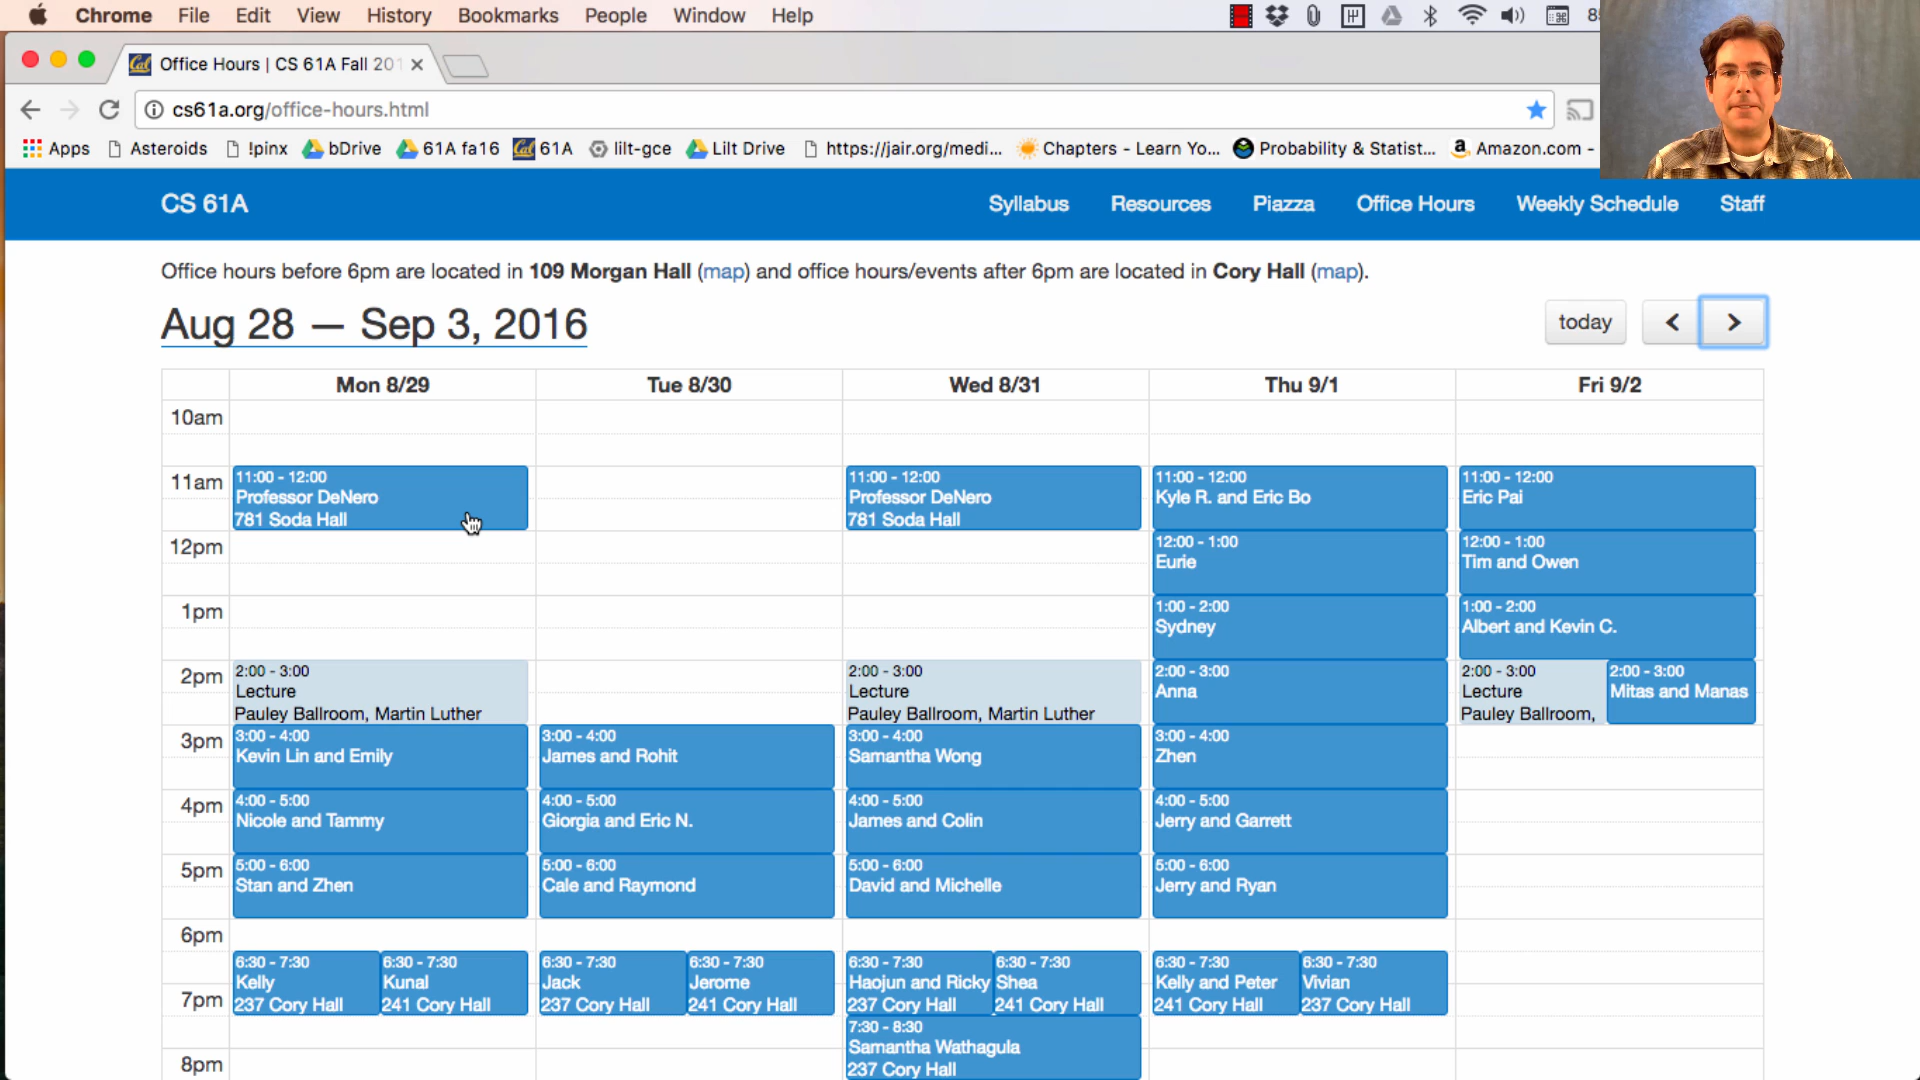 Chrome File Edit View History Bookmarks People Window Help
Office Hours | CS 61A Fall 201
cs61a.org/office-hours.html
Apps Asteroids !pinx bDrive 61A fa16 61A lilt-gce Lilt Drive https://jair.org/medi... Chapters - Learn Yo... Probability & Statist... Amazon.com -
CS 61A Syllabus Resources Piazza Office Hours Weekly Schedule Staff
Office hours before 6pm are located in 109 Morgan Hall (map) and office hours/events after 6pm are located in Cory Hall (map).
Aug 28 — Sep 3, 2016 today
Mon 8/29 Tue 8/30 Wed 8/31 Thu 9/1 Fri 9/2
10am
11am
12pm
1pm
2pm
3pm
4pm
5pm
6pm
7pm
8pm
11:00 - 12:00
Professor DeNero
781 Soda Hall
2:00 - 3:00
Lecture
Pauley Ballroom, Martin Luther
3:00 - 4:00
Kevin Lin and Emily
4:00 - 5:00
Nicole and Tammy
5:00 - 6:00
Stan and Zhen
6:30 - 7:30
Kelly
237 Cory Hall
6:30 - 7:30
Kunal
241 Cory Hall
3:00 - 4:00
James and Rohit
4:00 - 5:00
Giorgia and Eric N.
5:00 - 6:00
Cale and Raymond
6:30 - 7:30
Jack
237 Cory Hall
6:30 - 7:30
Jerome
241 Cory Hall
11:00 - 12:00
Professor DeNero
781 Soda Hall
2:00 - 3:00
Lecture
Pauley Ballroom, Martin Luther
3:00 - 4:00
Samantha Wong
4:00 - 5:00
James and Colin
5:00 - 6:00
David and Michelle
6:30 - 7:30
Haojun and Ricky
237 Cory Hall
6:30 - 7:30
Shea
241 Cory Hall
7:30 - 8:30
Samantha Wathagula
237 Cory Hall
11:00 - 12:00
Kyle R. and Eric Bo
12:00 - 1:00
Eurie
1:00 - 2:00
Sydney
2:00 - 3:00
Anna
3:00 - 4:00
Zhen
4:00 - 5:00
Jerry and Garrett
5:00 - 6:00
Jerry and Ryan
6:30 - 7:30
Kelly and Peter
241 Cory Hall
6:30 - 7:30
Vivian
237 Cory Hall
11:00 - 12:00
Eric Pai
12:00 - 1:00
Tim and Owen
1:00 - 2:00
Albert and Kevin C.
2:00 - 3:00
Lecture
Pauley Ballroom,
2:00 - 3:00
Mitas and Manas